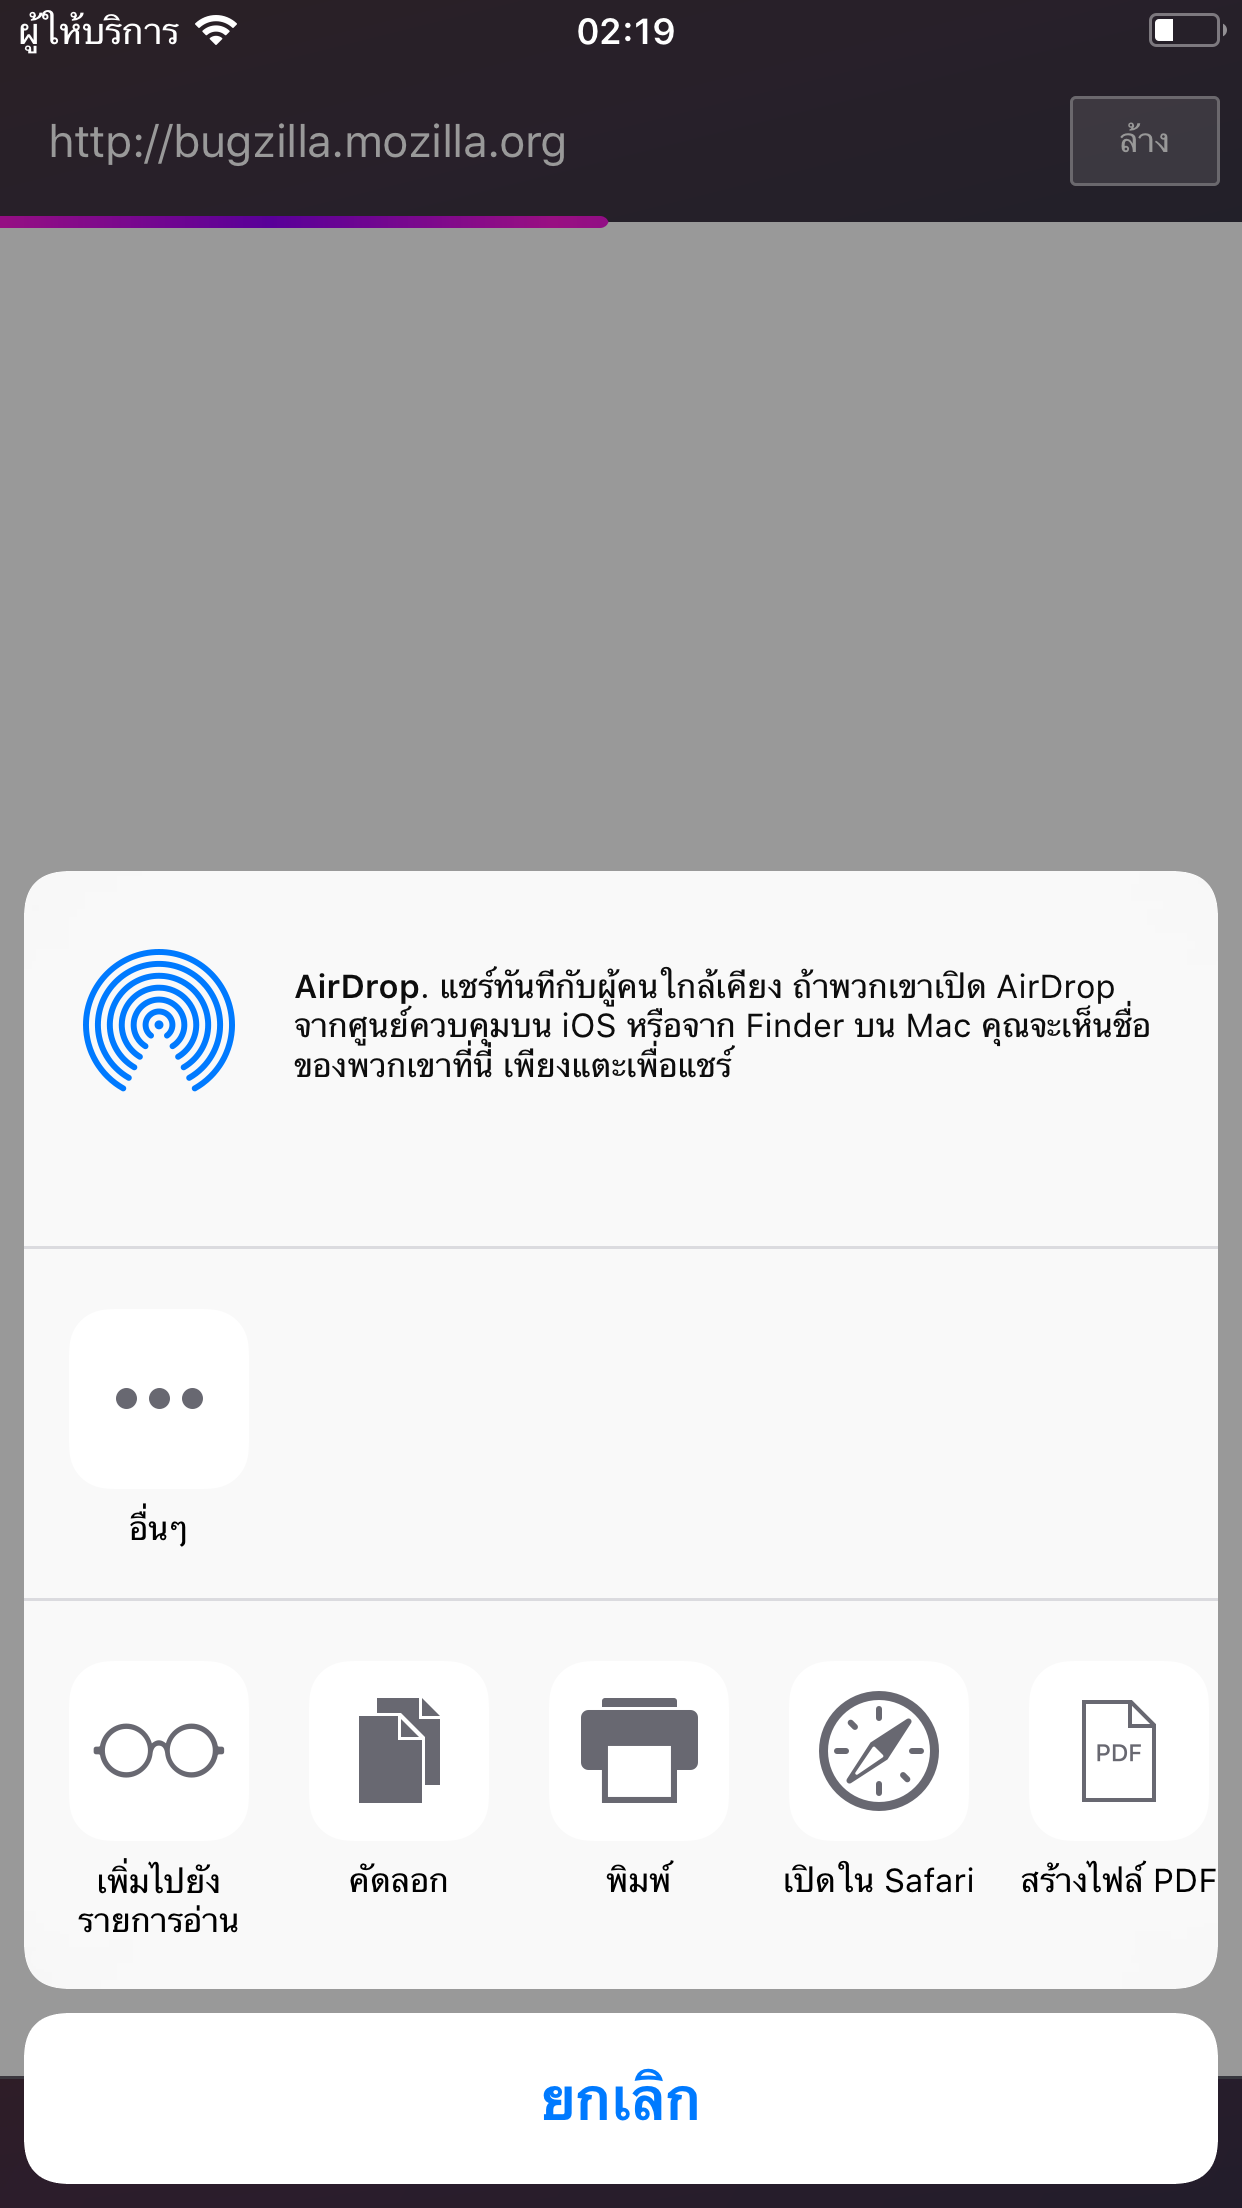 ผู้ให้บริการ 02:19
http://bugzilla.mozilla.org ล้าง
AirDrop. แชร์ทันทีกับผู้คนใกล้เคียง ถ้าพวกเขาเปิด AirDrop
จากศูนย์ควบคุมบน iOS หรือจาก Finder บน Mac คุณจะเห็นชื่อ
ของพวกเขาที่นี่ เพียงแตะเพื่อแชร์
อื่นๆ
เพิ่มไปยัง
รายการอ่าน
คัดลอก
พิมพ์
เปิดใน Safari
PDF
สร้างไฟล์ PDF
ยกเลิก